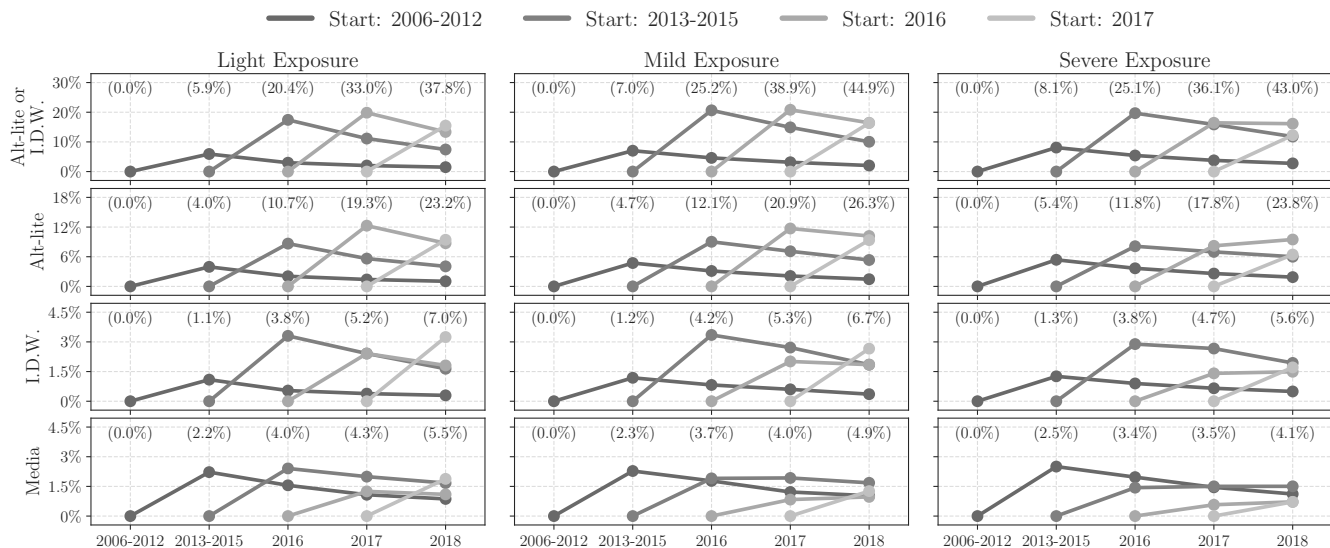 Start: 2006-2012 Start: 2013-2015 Start: 2016 Start: 2017
Light Exposure Mild Exposure Severe Exposure
Alt-lite or
I.D.W.
30%
20%
10%
0%
(0.0%) (5.9%) (20.4%) (33.0%) (37.8%)
(0.0%) (7.0%) (25.2%) (38.9%) (44.9%)
(0.0%) (8.1%) (25.1%) (36.1%) (43.0%)
Alt-lite
18%
12%
6%
0%
(0.0%) (4.0%) (10.7%) (19.3%) (23.2%)
(0.0%) (4.7%) (12.1%) (20.9%) (26.3%)
(0.0%) (5.4%) (11.8%) (17.8%) (23.8%)
I.D.W.
4.5%
3%
1.5%
0%
(0.0%) (1.1%) (3.8%) (5.2%) (7.0%)
(0.0%) (1.2%) (4.2%) (5.3%) (6.7%)
(0.0%) (1.3%) (3.8%) (4.7%) (5.6%)
Media
4.5%
3%
1.5%
0%
(0.0%) (2.2%) (4.0%) (4.3%) (5.5%)
(0.0%) (2.3%) (3.7%) (4.0%) (4.9%)
(0.0%) (2.5%) (3.4%) (3.5%) (4.1%)
2006-2012 2013-2015 2016 2017 2018
2006-2012 2013-2015 2016 2017 2018
2006-2012 2013-2015 2016 2017 2018